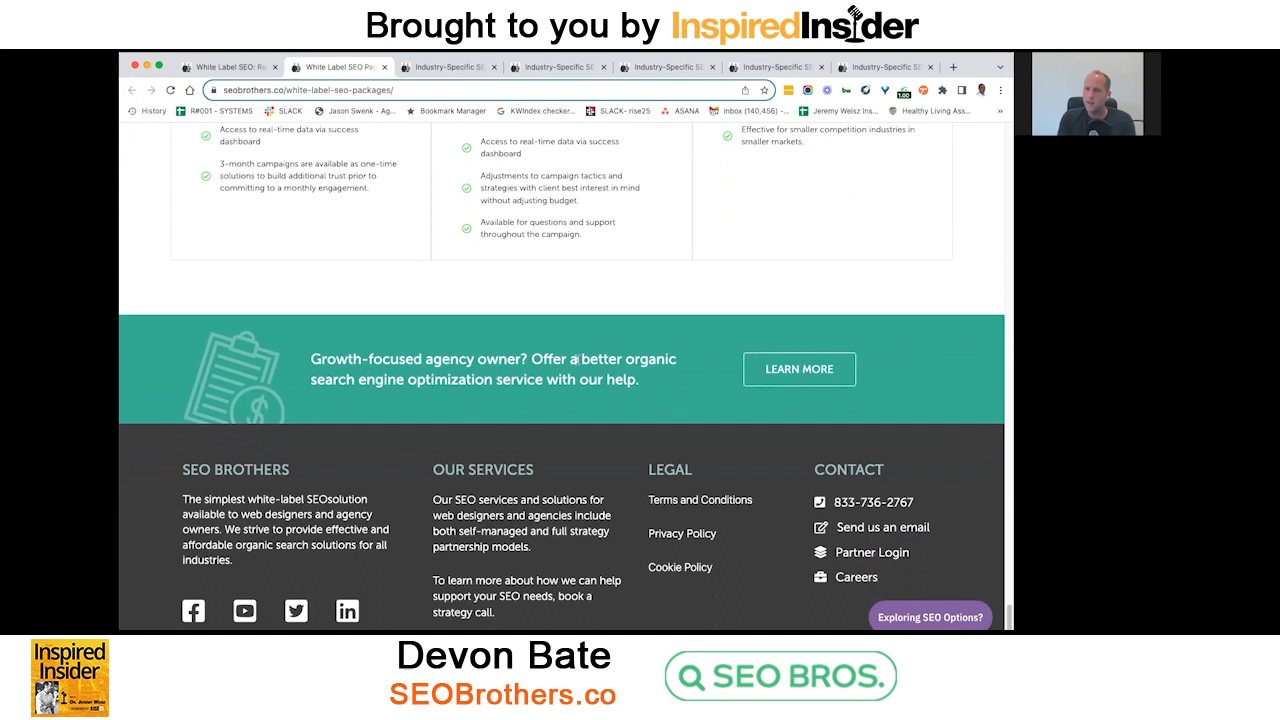 Brought to you by InspiredInsider
White Label SEO: Re
White Label SEO Pac
Industry-Specific SE
Industry-Specific SE
Industry-Specific SE
Industry-Specific SE
Industry-Specific SE
seobrothers.co/white-label-seo-packages/
1.00
History
R#001 - SYSTEMS
SLACK
Jason Swenk - Ag...
Bookmark Manager
KWIndex checker...
SLACK- rise25
ASANA
Inbox (140,456) -...
Jeremy Weisz Ins...
Healthy Living Ass...
Access to real-time data via success
dashboard
3-month campaigns are available as one-time
solutions to build additional trust prior to
committing to a monthly engagement.
Access to real-time data via success
dashboard
Adjustments to campaign tactics and
strategies with client best interest in mind
without adjusting budget.
Available for questions and support
throughout the campaign.
Effective for smaller competition industries in
smaller markets.
Growth-focused agency owner? Offer a better organic
search engine optimization service with our help.
LEARN MORE
SEO BROTHERS
The simplest white-label SEOsolution
available to web designers and agency
owners. We strive to provide effective and
affordable organic search solutions for all
industries.
OUR SERVICES
Our SEO services and solutions for
web designers and agencies include
both self-managed and full strategy
partnership models.
To learn more about how we can help
support your SEO needs, book a
strategy call.
LEGAL
Terms and Conditions
Privacy Policy
Cookie Policy
CONTACT
833-736-2767
Send us an email
Partner Login
Careers
Exploring SEO Options?
Inspired
Insider
Devon Bate
SEOBrothers.co
SEO BROS.